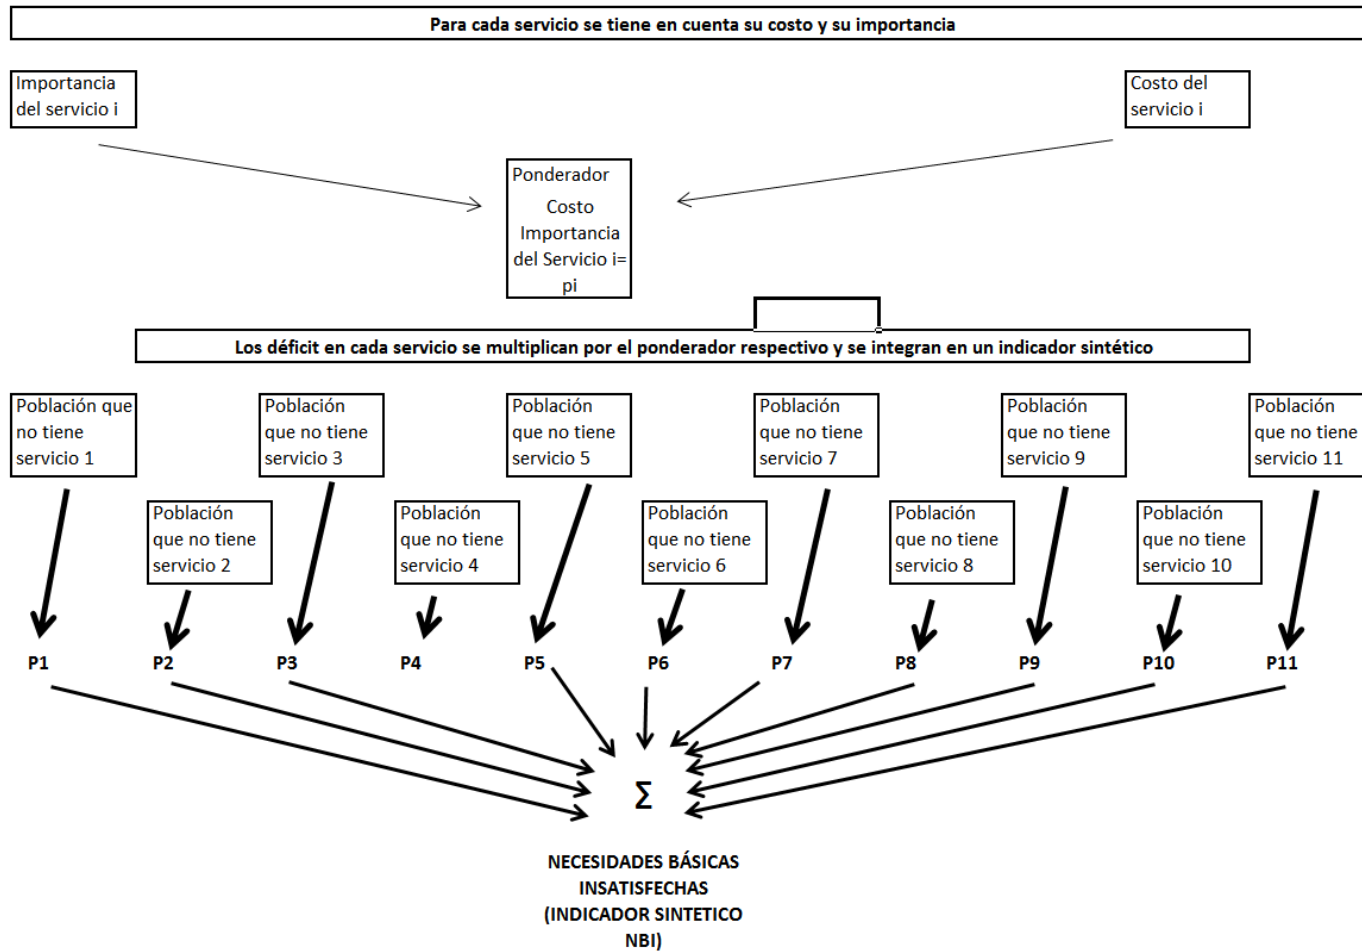 Para cada servicio se tiene en cuenta su costo y su importancia
Importancia
del servicio i
Costo del
servicio i
Ponderador
Costo
Importancia
del Servicio i=
pi
Los déficit en cada servicio se multiplican por el ponderador respectivo y se integran en un indicador sintético
Población que
no tiene
servicio 1
Población
que no tiene
servicio 3
Población
que no tiene
servicio 5
Población
que no tiene
servicio 7
Población
que no tiene
servicio 9
Población
que no tiene
servicio 11
Población
que no tiene
servicio 2
Población
que no tiene
servicio 4
Población
que no tiene
servicio 6
Población
que no tiene
servicio 8
Población
que no tiene
servicio 10
P1 P2 P3 P4 P5 P6 P7 P8 P9 P10 P11
Σ
NECESIDADES BÁSICAS
INSATISFECHAS
(INDICADOR SINTETICO
NBI)